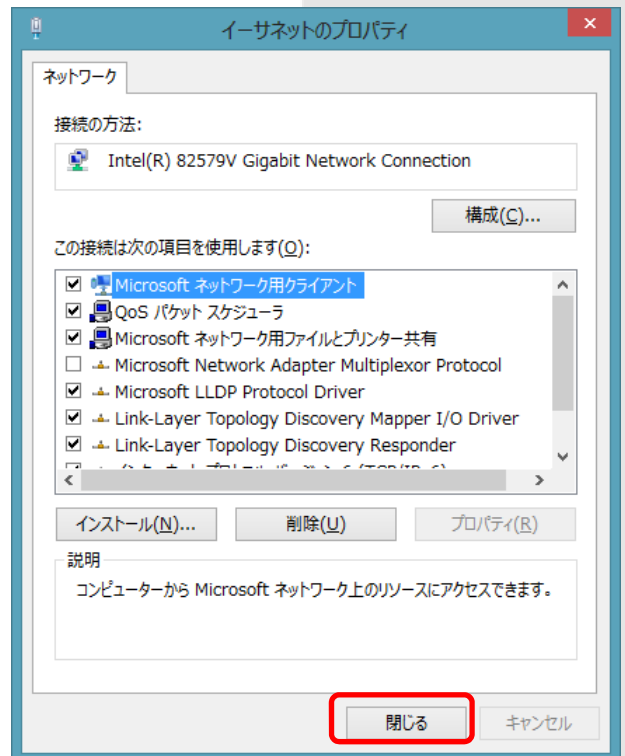 イーサネットのプロパティ
ネットワーク
接続の方法:
Intel(R) 82579V Gigabit Network Connection
構成(C)...
この接続は次の項目を使用します(O):
Microsoft ネットワーク用クライアント
QoS パケット スケジューラ
Microsoft ネットワーク用ファイルとプリンター共有
Microsoft Network Adapter Multiplexor Protocol
Microsoft LLDP Protocol Driver
Link-Layer Topology Discovery Mapper I/O Driver
Link-Layer Topology Discovery Responder
インストール(N)...
削除(U)
プロパティ(R)
説明
コンピューターから Microsoft ネットワーク上のリソースにアクセスできます。
閉じる
キャンセル